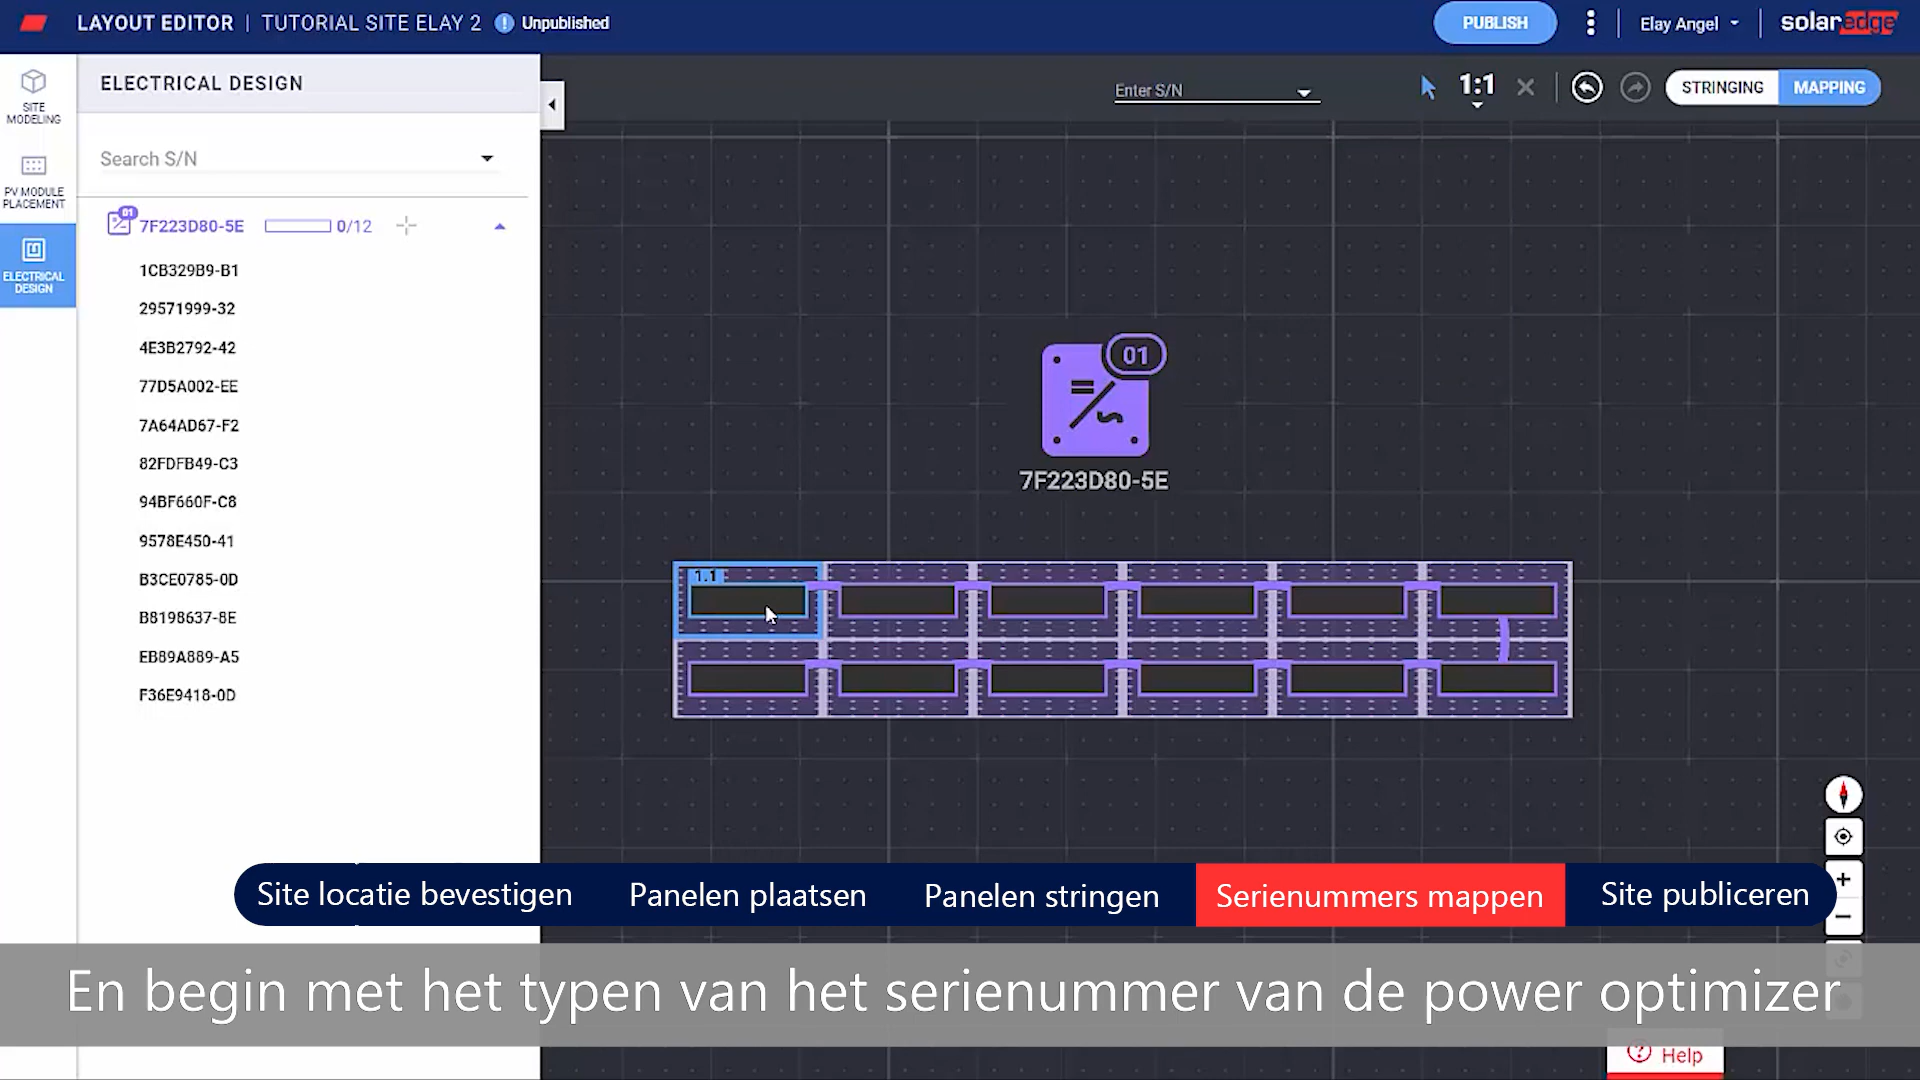 LAYOUT EDITOR | TUTORIAL SITE ELAY 2 Unpublished
PUBLISH
Elay Angel
solaredge
SITE
MODELING
PV MODULE
PLACEMENT
ELECTRICAL
DESIGN
ELECTRICAL DESIGN
Search S/N
01
7F223D80-5E 0/12
1CB329B9-B1
29571999-32
4E3B2792-42
77D5A002-EE
7A64AD67-F2
82FDFB49-C3
94BF660F-C8
9578E450-41
B3CE0785-0D
B8198637-8E
EB89A889-A5
F36E9418-0D
Enter S/N
1:1
STRINGING
MAPPING
01
7F223D80-5E
1.1
Site locatie bevestigen
Panelen plaatsen
Panelen stringen
Serienummers mappen
Site publiceren
En begin met het typen van het serienummer van de power optimizer
Help